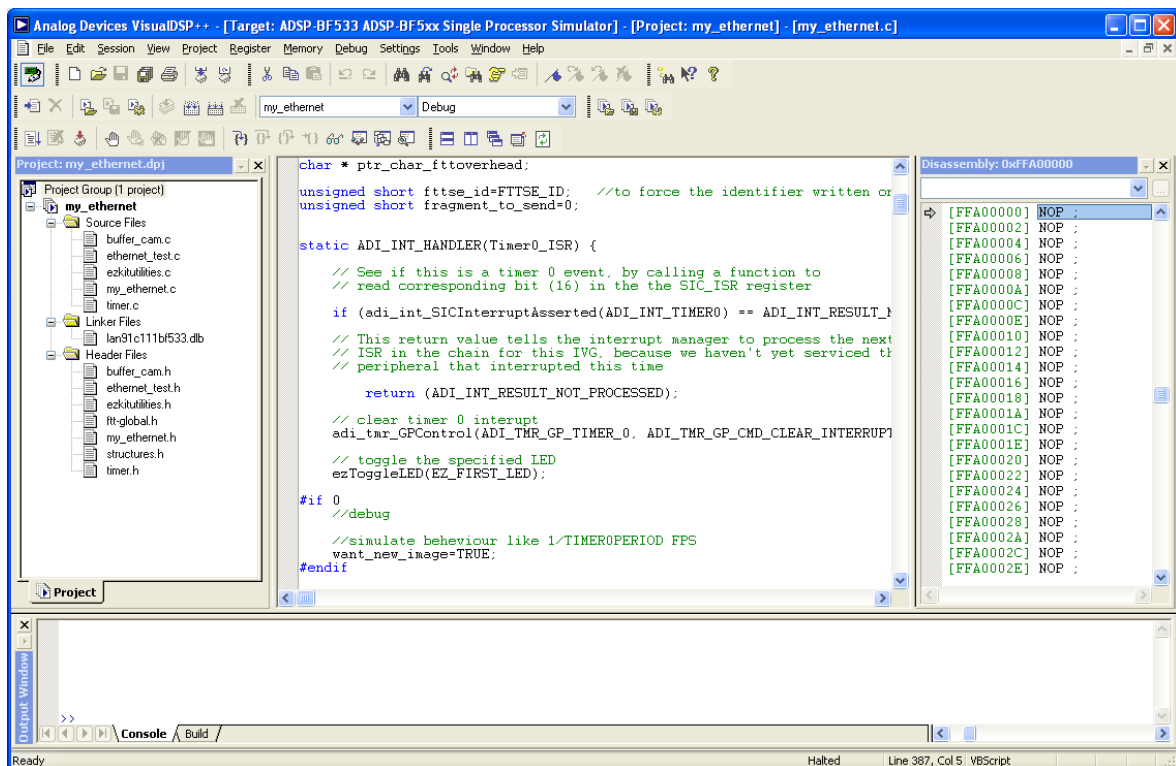 Analog Devices VisualDSP++ - [Target: ADSP-BF533 ADSP-BF5xx Single Processor Simulator] - [Project: my_ethernet] - [my_ethernet.c]
File Edit Session View Project Register Memory Debug Settings Tools Window Help
my_ethernet Debug
Project: my_ethernet.dpj
Project Group (1 project)
my_ethernet
Source Files
buffer_cam.c
ethernet_test.c
ezkitutilities.c
my_ethernet.c
timer.c
Linker Files
lan91c111bf533.dlb
Header Files
buffer_cam.h
ethernet_test.h
ezkitutilities.h
ftt-global.h
my_ethernet.h
structures.h
timer.h
Project
char * ptr_char_fttoverhead;
unsigned short fttse_id=FTTSE_ID;   //to force the identifier written or
unsigned short fragment_to_send=0;
static ADI_INT_HANDLER(Timer0_ISR) {
// See if this is a timer 0 event, by calling a function to
// read corresponding bit (16) in the the SIC_ISR register
if (adi_int_SICInterruptAsserted(ADI_INT_TIMER0) == ADI_INT_RESULT_N
// This return value tells the interrupt manager to process the next
// ISR in the chain for this IVG, because we haven't yet serviced th
// peripheral that interrupted this time
return (ADI_INT_RESULT_NOT_PROCESSED);
// clear timer 0 interupt
adi_tmr_GPControl(ADI_TMR_GP_TIMER_0, ADI_TMR_GP_CMD_CLEAR_INTERRUPT
// toggle the specified LED
ezToggleLED(EZ_FIRST_LED);
#if 0
//debug
//simulate beheviour like 1/TIMER0PERIOD FPS
want_new_image=TRUE;
#endif
Disassembly: 0xFFA00000
[FFA00000] NOP ;
[FFA00002] NOP ;
[FFA00004] NOP ;
[FFA00006] NOP ;
[FFA00008] NOP ;
[FFA0000A] NOP ;
[FFA0000C] NOP ;
[FFA0000E] NOP ;
[FFA00010] NOP ;
[FFA00012] NOP ;
[FFA00014] NOP ;
[FFA00016] NOP ;
[FFA00018] NOP ;
[FFA0001A] NOP ;
[FFA0001C] NOP ;
[FFA0001E] NOP ;
[FFA00020] NOP ;
[FFA00022] NOP ;
[FFA00024] NOP ;
[FFA00026] NOP ;
[FFA00028] NOP ;
[FFA0002A] NOP ;
[FFA0002C] NOP ;
[FFA0002E] NOP ;
Output Window
>>
Console Build
Ready Halted Line 387, Col 5 VBScript